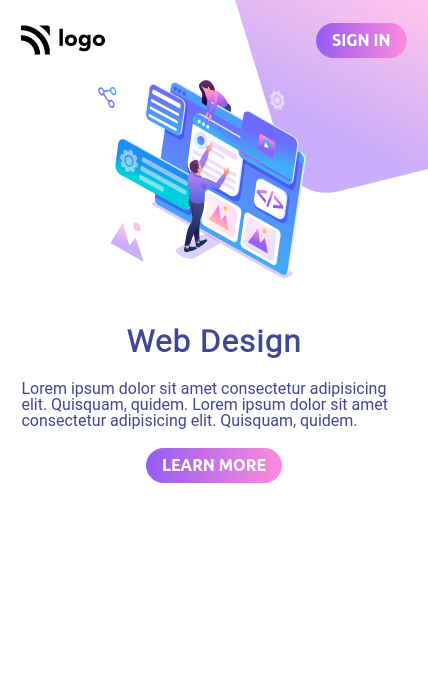 logo
SIGN IN
</>
Web Design
Lorem ipsum dolor sit amet consectetur adipisicing
elit. Quisquam, quidem. Lorem ipsum dolor sit amet
consectetur adipisicing elit. Quisquam, quidem.
LEARN MORE